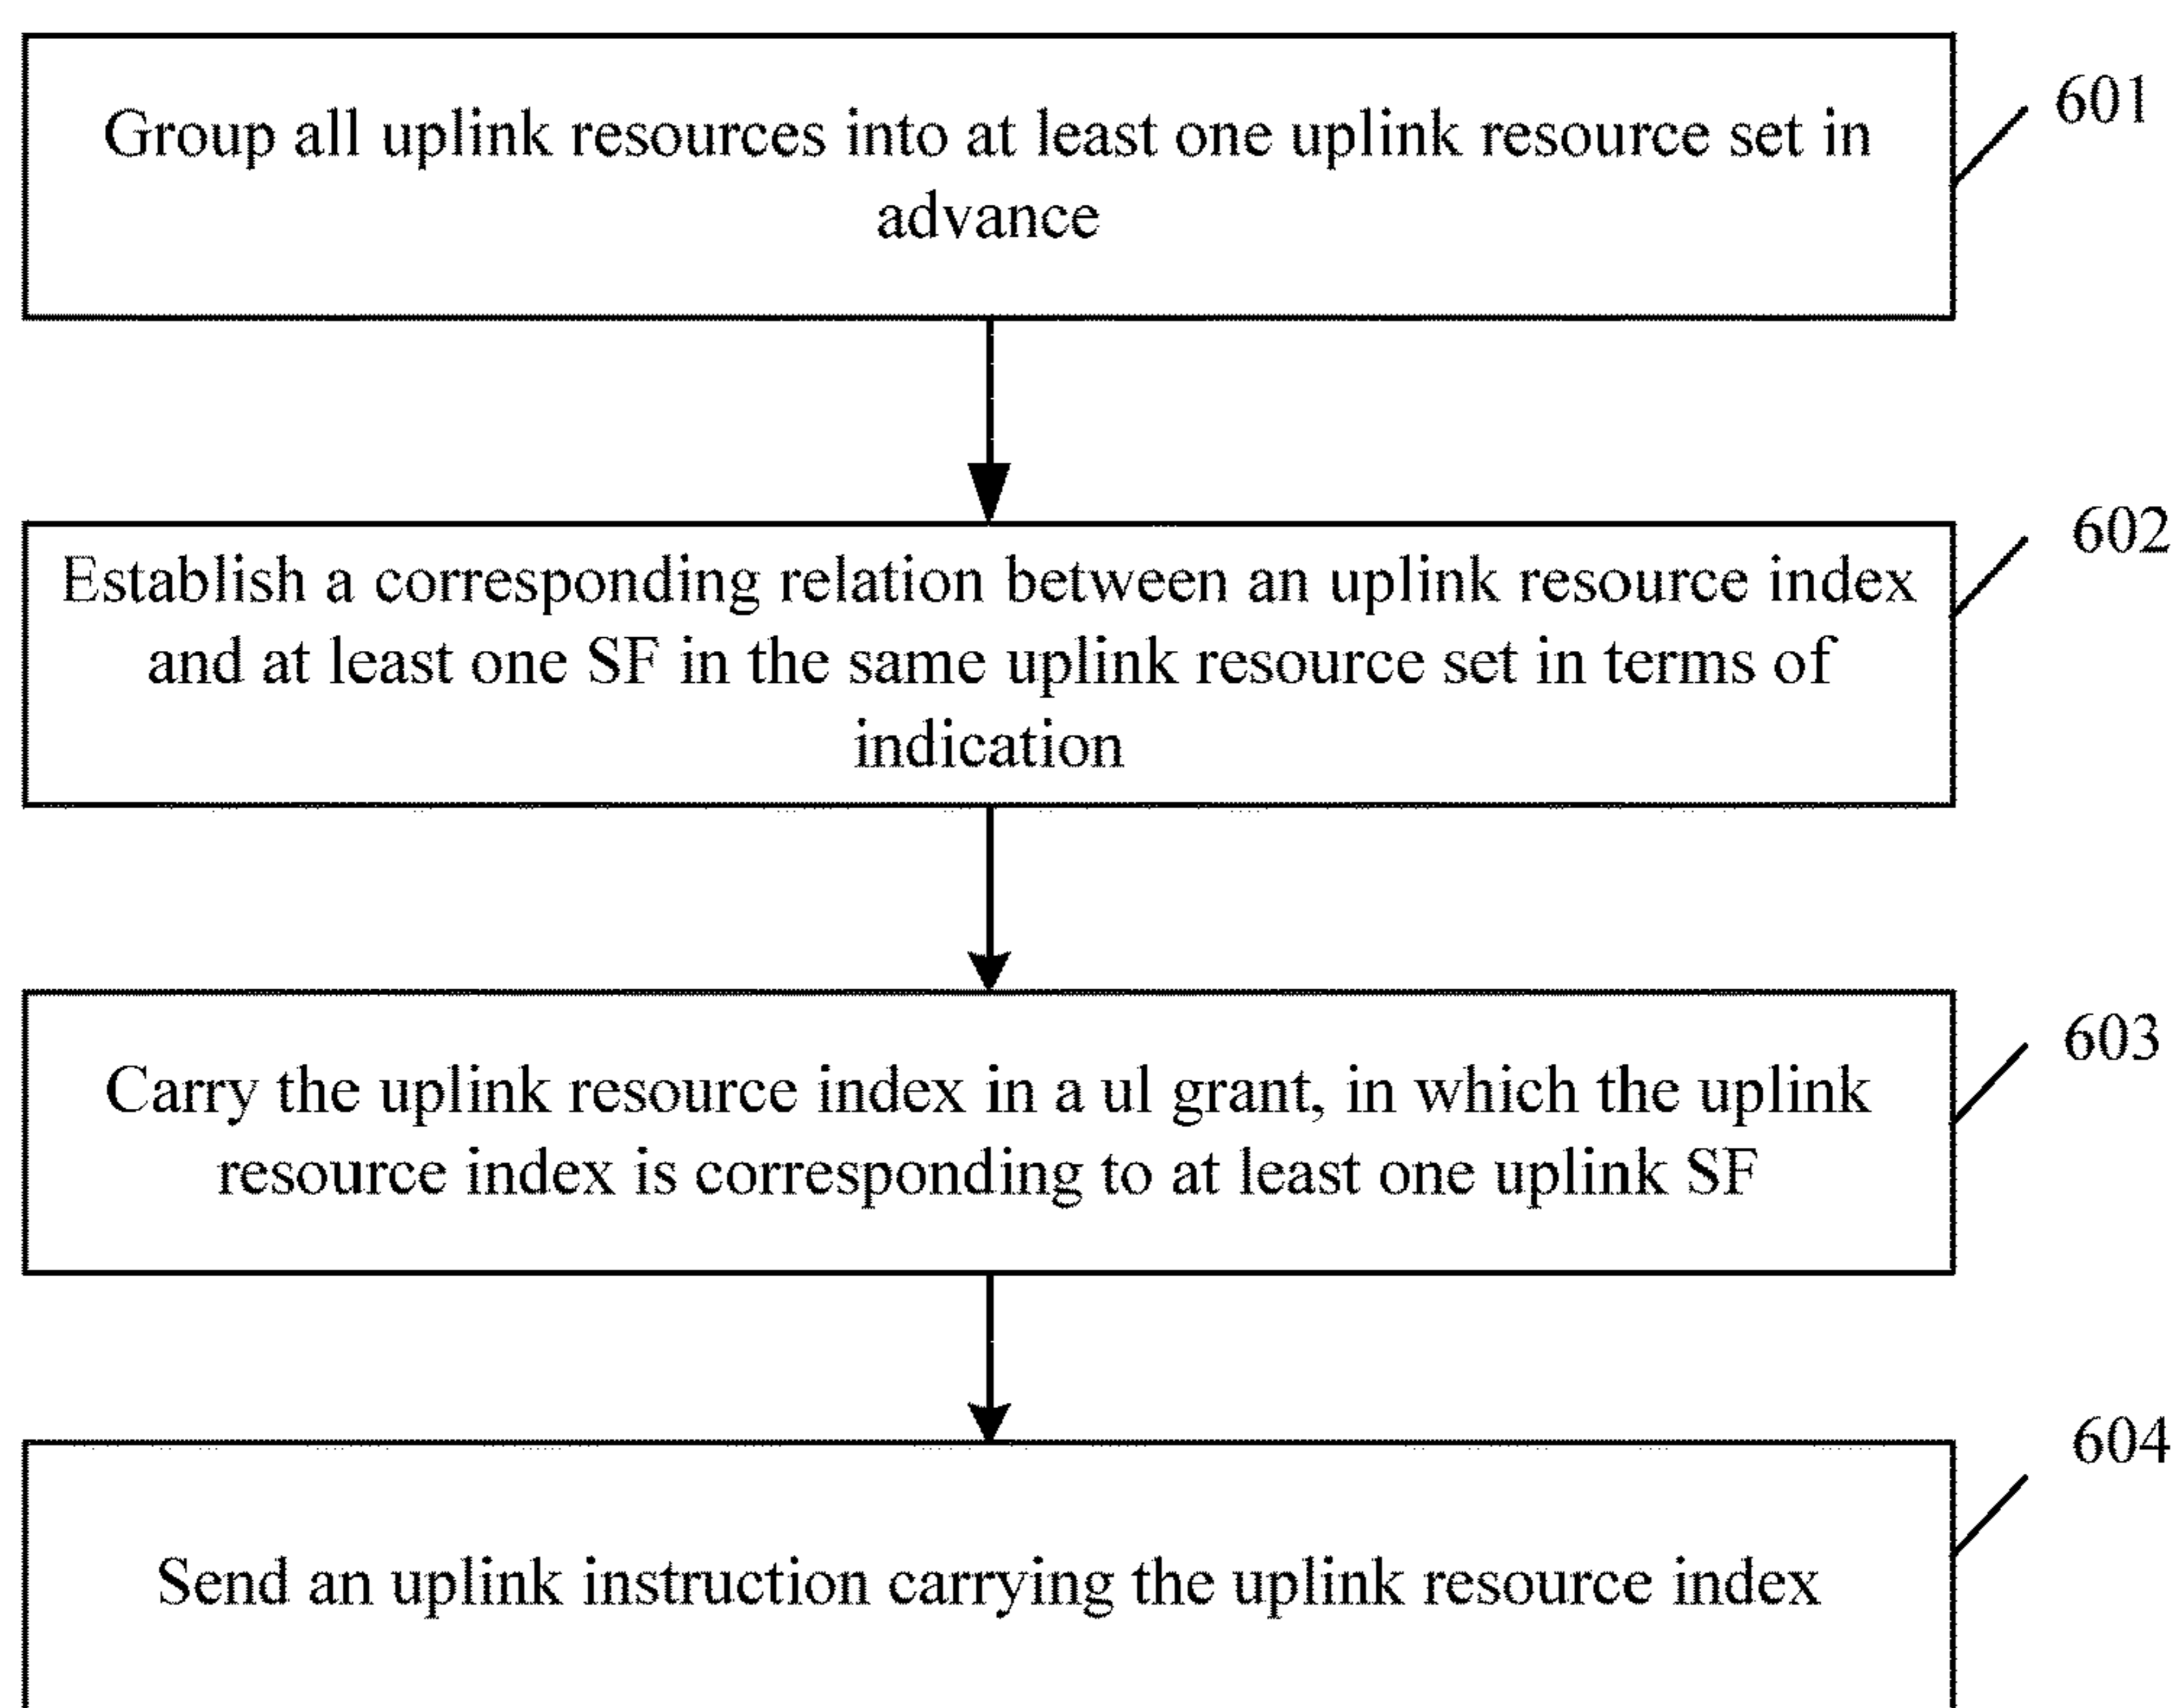 Group all uplink resources into at least one uplink resource set in
advance
601
Establish a corresponding relation between an uplink resource index
and at least one SF in the same uplink resource set in terms of
indication
602
Carry the uplink resource index in a ul grant, in which the uplink
resource index is corresponding to at least one uplink SF
603
Send an uplink instruction carrying the uplink resource index
604